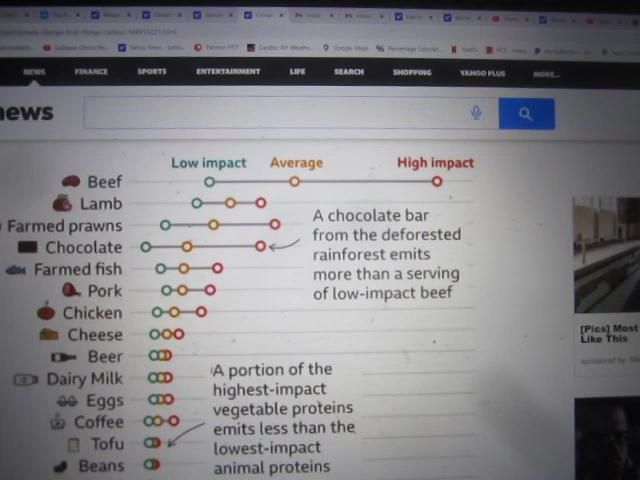 NEWS FINANCE SPORTS ENTERTAINMENT LIFE SEARCH SHOPPING YAHOO PLUS MORE...
news
Low impact Average High impact
Beef
Lamb
Farmed prawns
Chocolate
Farmed fish
Pork
Chicken
Cheese
Beer
Dairy Milk
Eggs
Coffee
Tofu
Beans
A chocolate bar
from the deforested
rainforest emits
more than a serving
of low-impact beef
A portion of the
highest-impact
vegetable proteins
emits less than the
lowest-impact
animal proteins
[Pics] Most
Like This
sponsored by